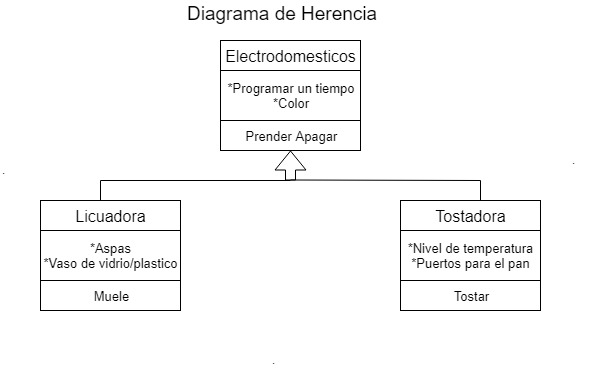 Diagrama de Herencia
Electrodomesticos
*Programar un tiempo
*Color
Prender Apagar
Licuadora
*Aspas
*Vaso de vidrio/plastico
Muele
Tostadora
*Nivel de temperatura
*Puertos para el pan
Tostar